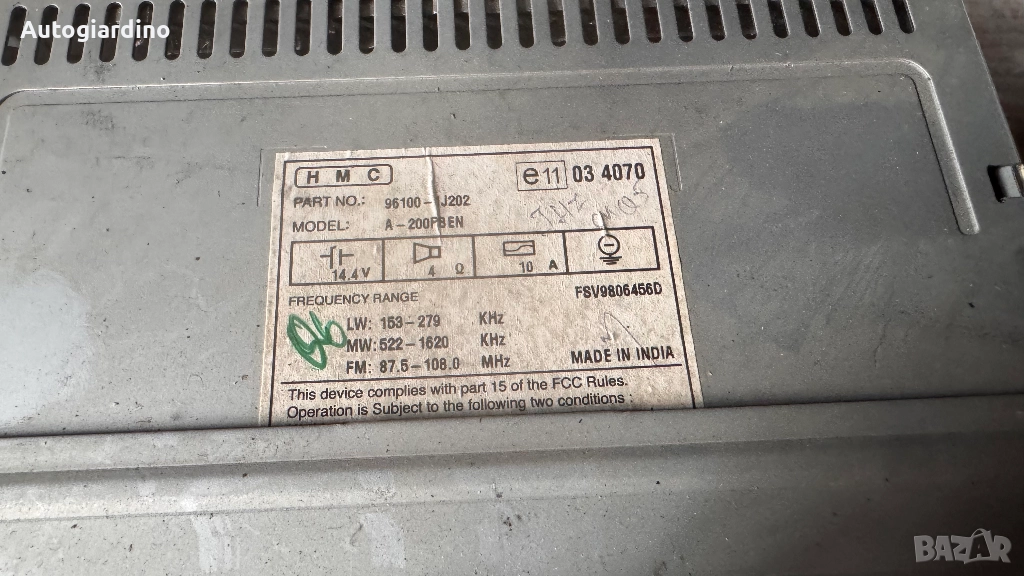 Autogiardino
H M C
e11 03 4070
PART NO.: 96100-1J202
MODEL: A-200PBEN
14.4 V
4 Ω
10 A
FREQUENCY RANGE
FSV9806456D
LW: 153-279 KHz
MW: 522-1620 KHz
FM: 87.5-108.0 MHz
MADE IN INDIA
This device complies with part 15 of the FCC Rules.
Operation is Subject to the following two conditions :
BAZAR